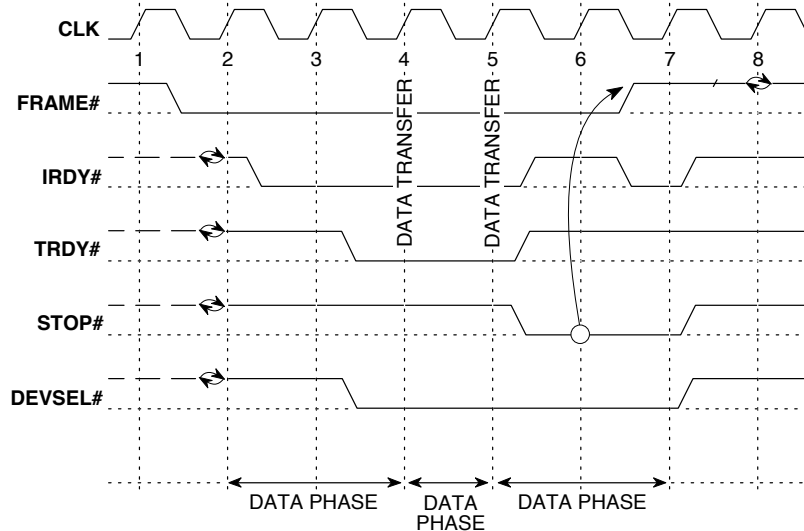 CLK
1 2 3 4 5 6 7 8
FRAME#
IRDY#
TRDY#
STOP#
DEVSEL#
DATA TRANSFER
DATA TRANSFER
DATA PHASE
DATA
PHASE
DATA PHASE